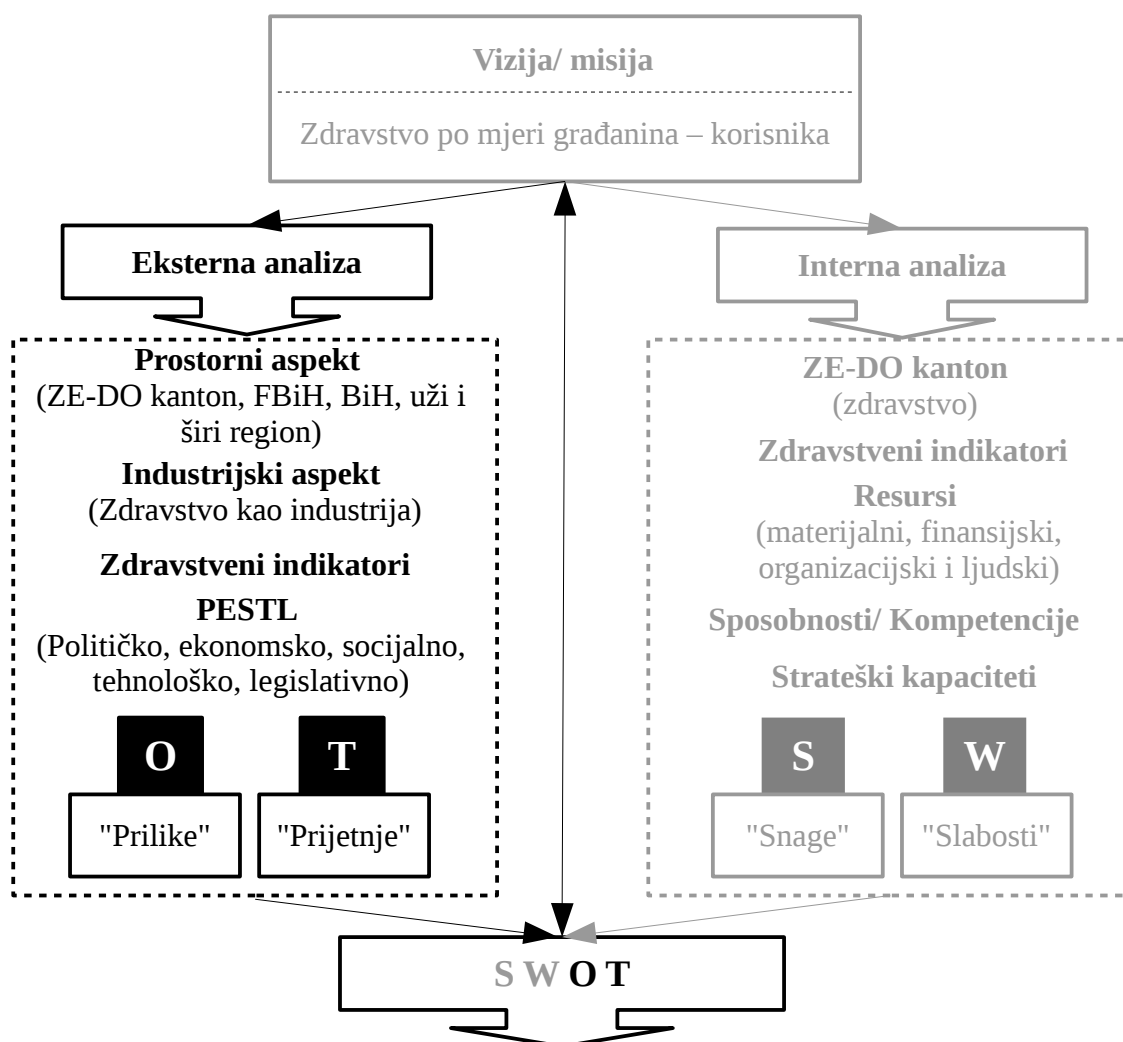 Vizija/ misija
Zdravstvo po mjeri građanina – korisnika
Eksterna analiza
Prostorni aspekt
(ZE-DO kanton, FBiH, BiH, uži i
širi region)
Industrijski aspekt
(Zdravstvo kao industrija)
Zdravstveni indikatori
PESTL
(Političko, ekonomsko, socijalno,
tehnološko, legislativno)
O
T
"Prilike"
"Prijetnje"
Interna analiza
ZE-DO kanton
(zdravstvo)
Zdravstveni indikatori
Resursi
(materijalni, finansijski,
organizacijski i ljudski)
Sposobnosti/ Kompetencije
Strateški kapaciteti
S
W
"Snage"
"Slabosti"
S W O T